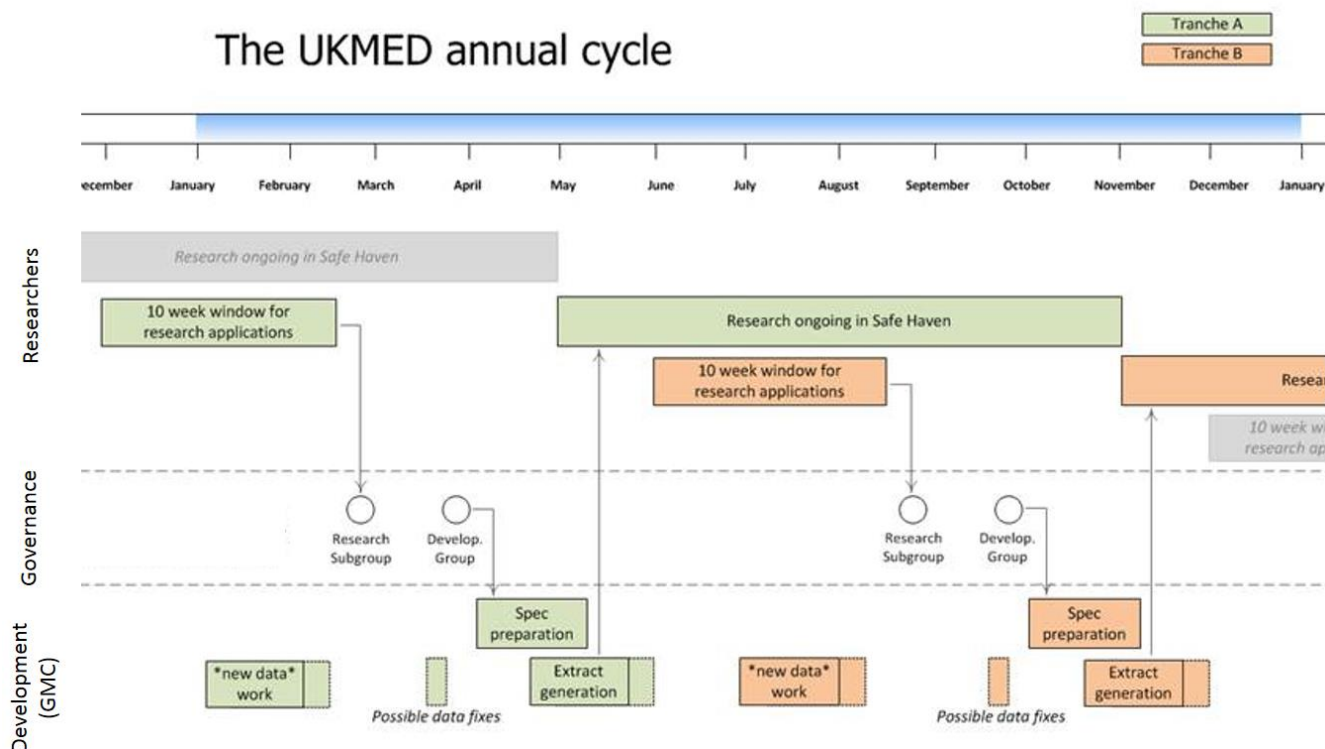 The UKMED annual cycle
Tranche A
Tranche B
ecember January February March April May June July August September October November December January
Researchers
Research ongoing in Safe Haven
10 week window for
research applications
Research ongoing in Safe Haven
10 week window for
research applications
Resear
10 week wi
research ap
Governance
Research
Subgroup
Develop.
Group
Research
Subgroup
Develop.
Group
Development
(GMC)
Spec
preparation
Spec
preparation
*new data*
work
Possible data fixes
Extract
generation
*new data*
work
Possible data fixes
Extract
generation